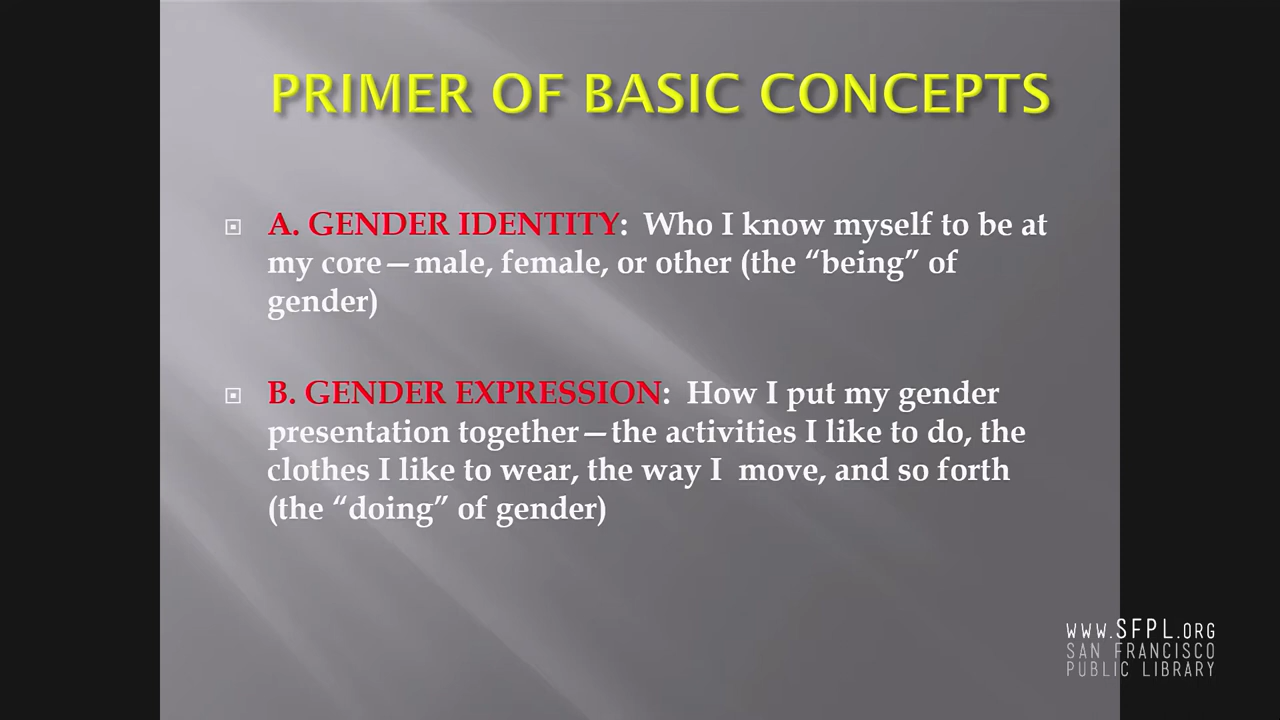 PRIMER OF BASIC CONCEPTS
A. GENDER IDENTITY: Who I know myself to be at
my core—male, female, or other (the “being” of
gender)
B. GENDER EXPRESSION: How I put my gender
presentation together—the activities I like to do, the
clothes I like to wear, the way I move, and so forth
(the “doing” of gender)
WWW.SFPL.ORG
SAN FRANCISCO
PUBLIC LIBRARY